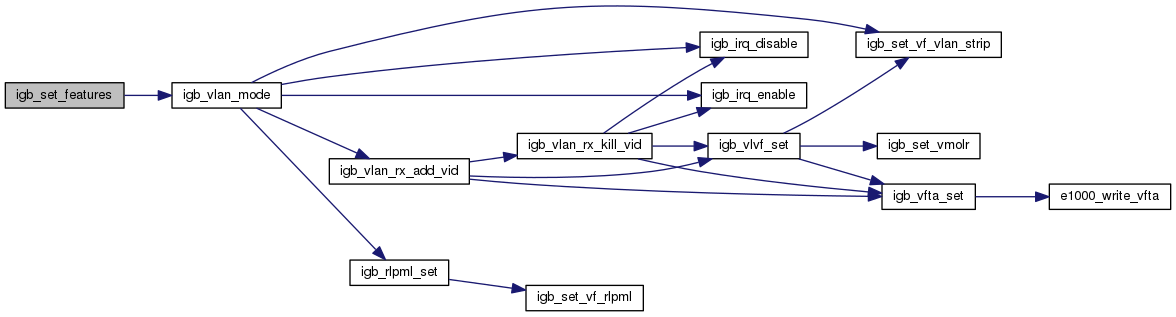 igb_set_features
igb_vlan_mode
igb_irq_disable
igb_set_vf_vlan_strip
igb_irq_enable
igb_vlan_rx_add_vid
igb_vlan_rx_kill_vid
igb_vlvf_set
igb_set_vmolr
igb_vfta_set
e1000_write_vfta
igb_rlpml_set
igb_set_vf_rlpml